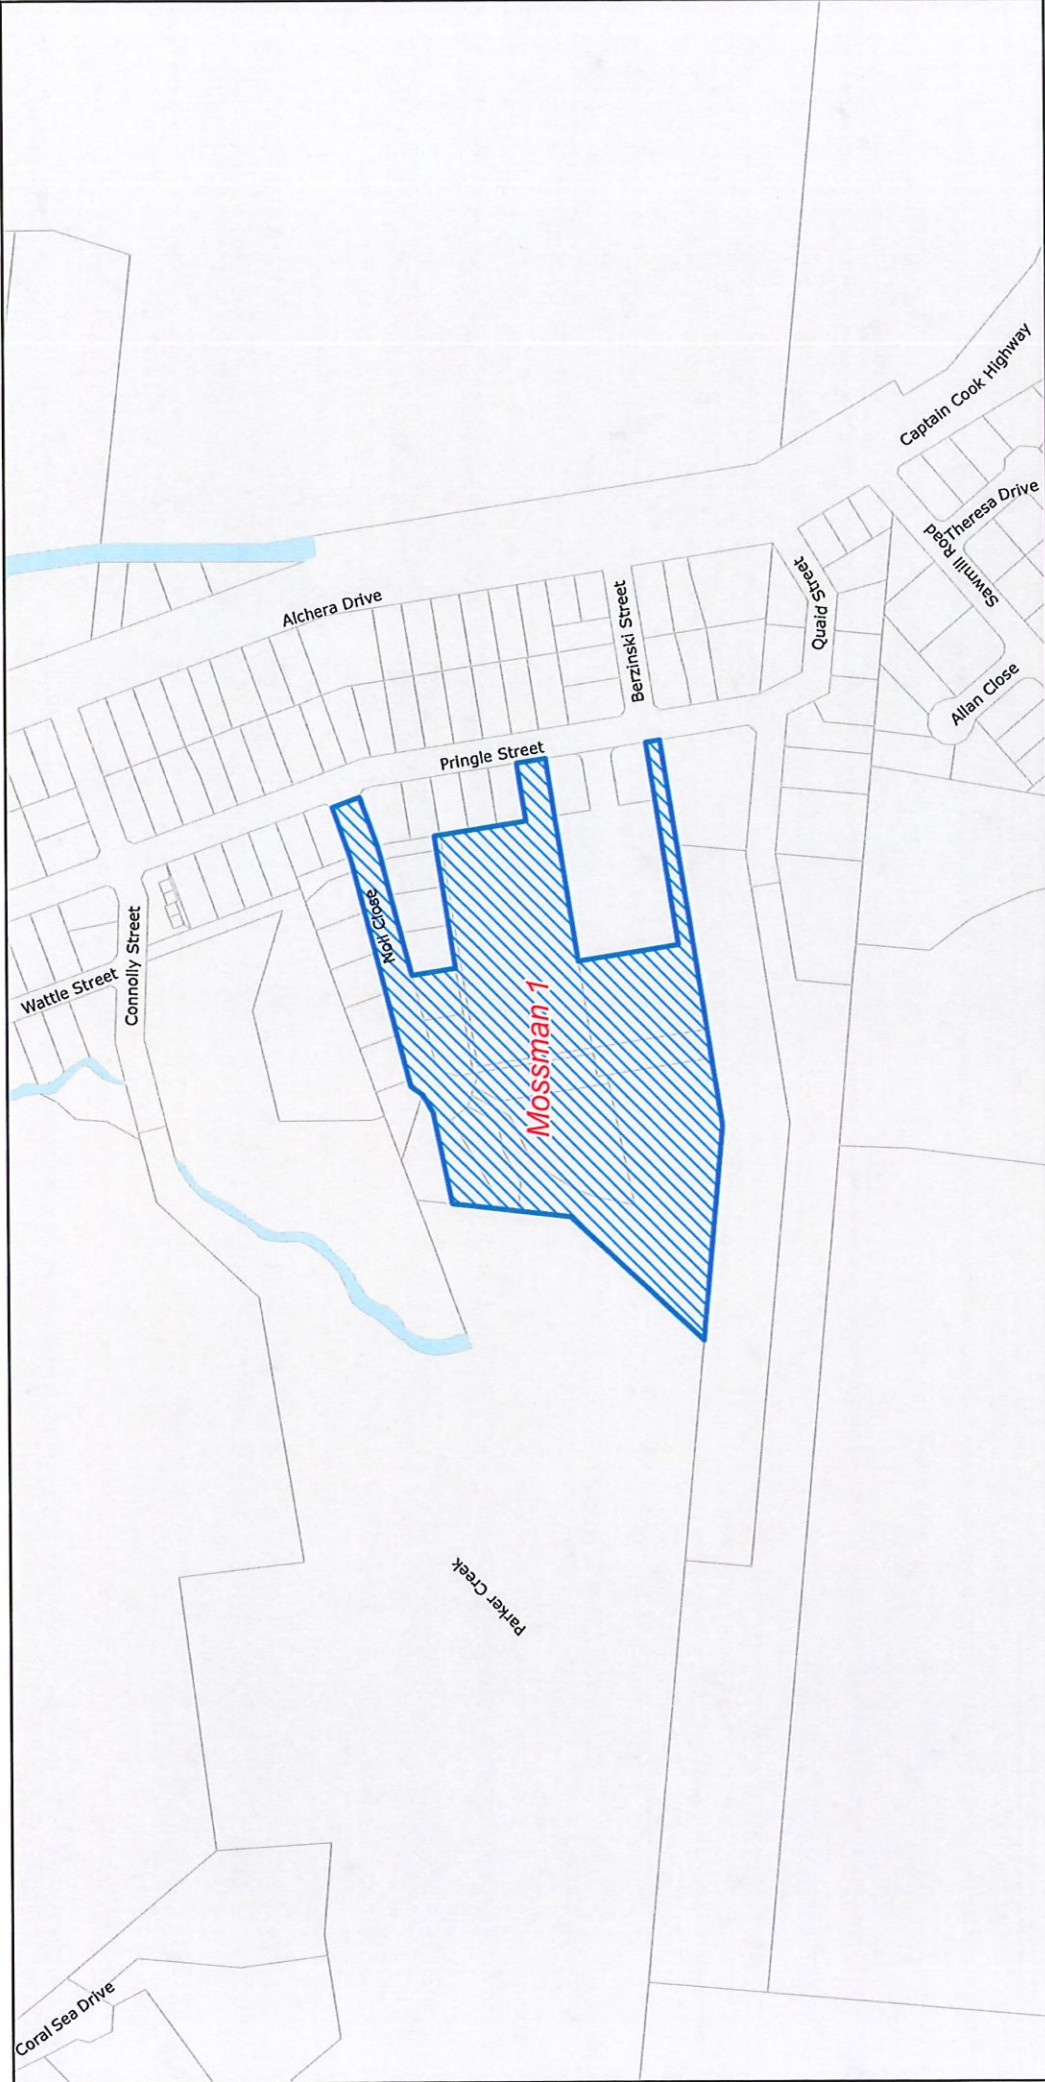 Captain Cook Highway
Theresa Drive
Sawmill Road
Quaid Street
Alchera Drive
Berzinski Street
Allan Close
Pringle Street
Noli Close
Connolly Street
Wattle Street
Mossman 1
Parker Creek
Coral Sea Drive